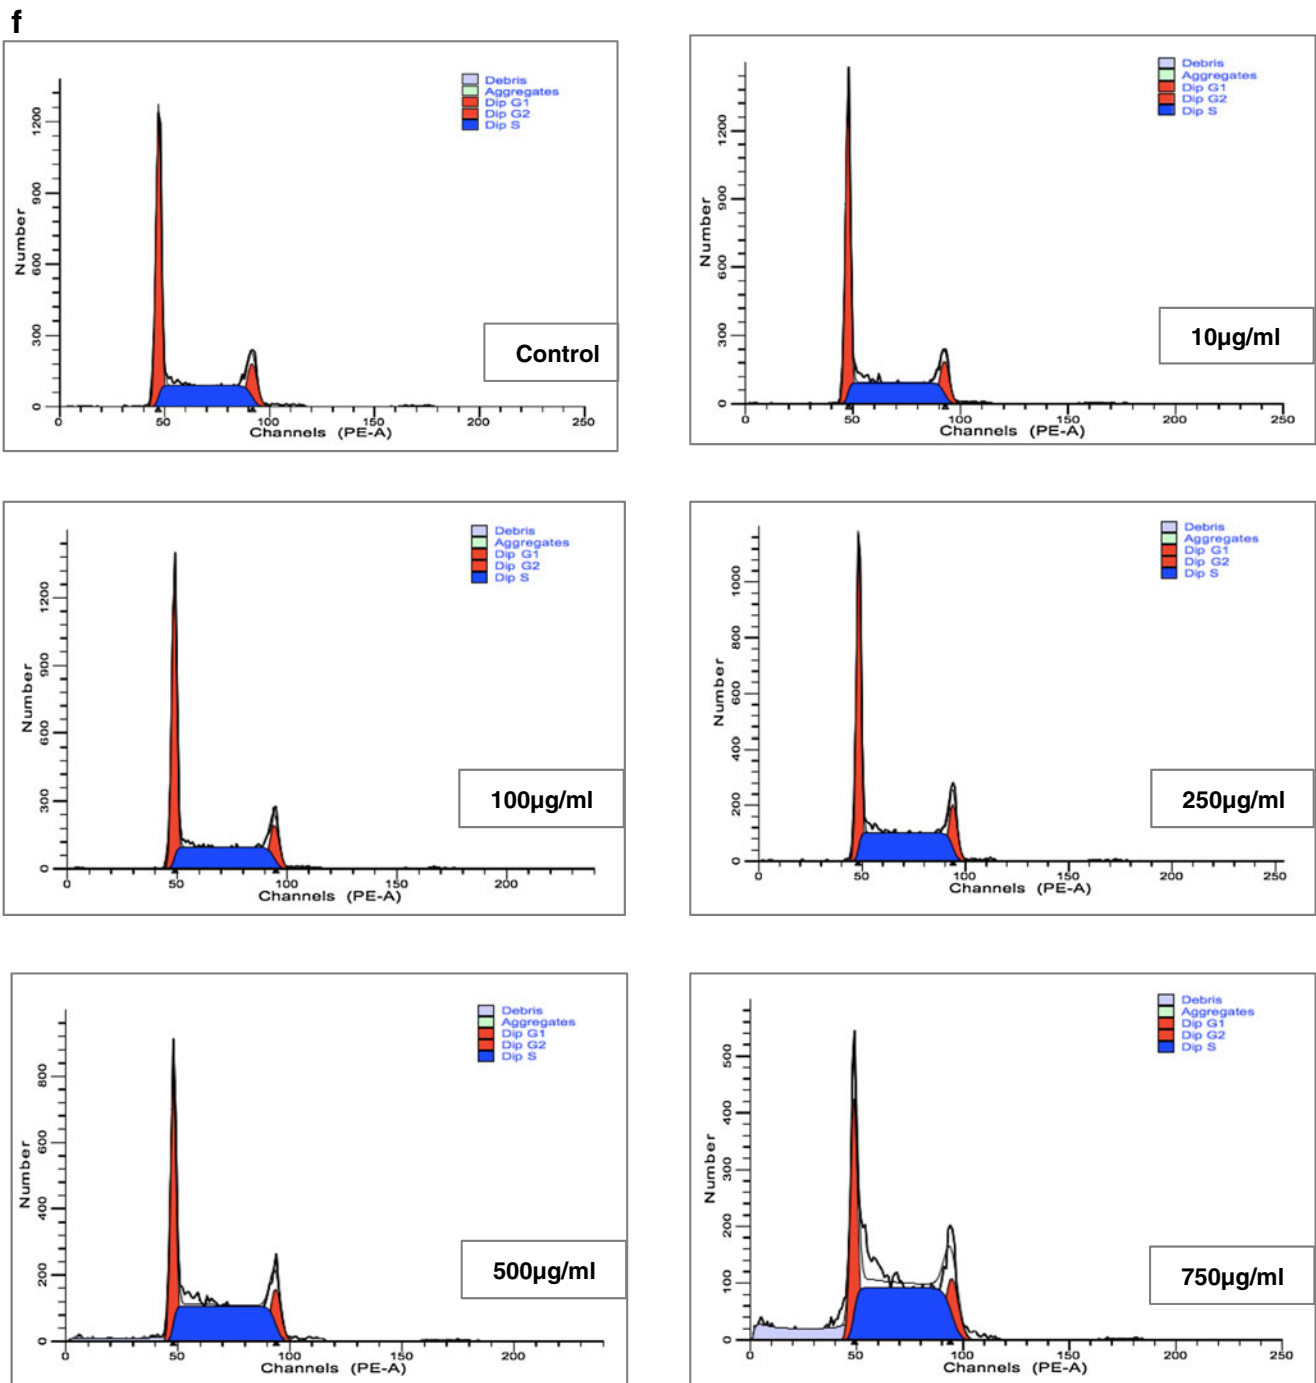 f
Debris
Aggregates
Dip G1
Dip G2
Dip S
Number
0 300 600 900 1200
Control
0 50 100 150 200 250
Channels (PE-A)
Debris
Aggregates
Dip G1
Dip G2
Dip S
Number
0 300 600 900 1200
10µg/ml
0 50 100 150 200 250
Channels (PE-A)
Debris
Aggregates
Dip G1
Dip G2
Dip S
Number
0 300 600 900 1200
100µg/ml
0 50 100 150 200
Channels (PE-A)
Debris
Aggregates
Dip G1
Dip G2
Dip S
Number
0 200 400 600 800 1000
250µg/ml
0 50 100 150 200 250
Channels (PE-A)
Debris
Aggregates
Dip G1
Dip G2
Dip S
Number
0 200 400 600 800
500µg/ml
0 50 100 150 200
Channels (PE-A)
Debris
Aggregates
Dip G1
Dip G2
Dip S
Number
0 100 200 300 400 500
750µg/ml
0 50 100 150 200 250
Channels (PE-A)